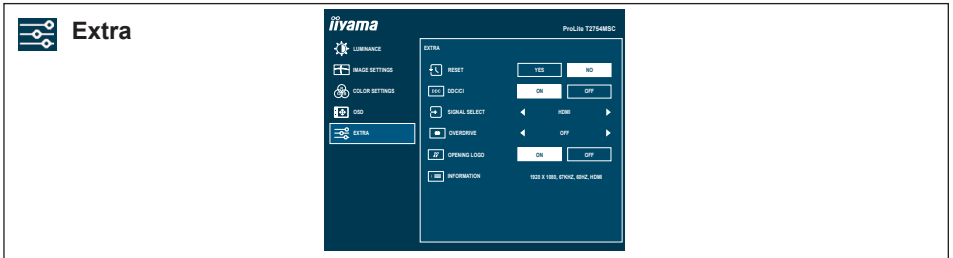 Extra
iiyama
ProLite T2754MSC
LUMINANCE
IMAGE SETTINGS
COLOR SETTINGS
OSD
EXTRA
EXTRA
RESET YES NO
DDC DDC/CI ON OFF
SIGNAL SELECT HDMI
OVERDRIVE OFF
OPENING LOGO ON OFF
INFORMATION 1920 X 1080, 67KHZ, 60HZ, HDMI